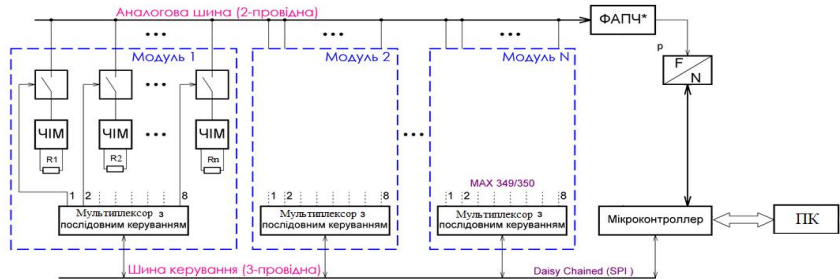 Аналогова шина (2-провідна)
ФАПЧ*
Модуль 1
Модуль 2
Модуль N
P
F
N
ЧІМ
ЧІМ
ЧІМ
R1
R2
Rn
MAX 349/350
1 2 8
1 2 8
1 2 8
Мультиплексор з послідовним керуванням
Мультиплексор з послідовним керуванням
Мультиплексор з послідовним керуванням
Мікроконтроллер
ПК
Шина керування (3-провідна)
Daisy Chained (SPI )